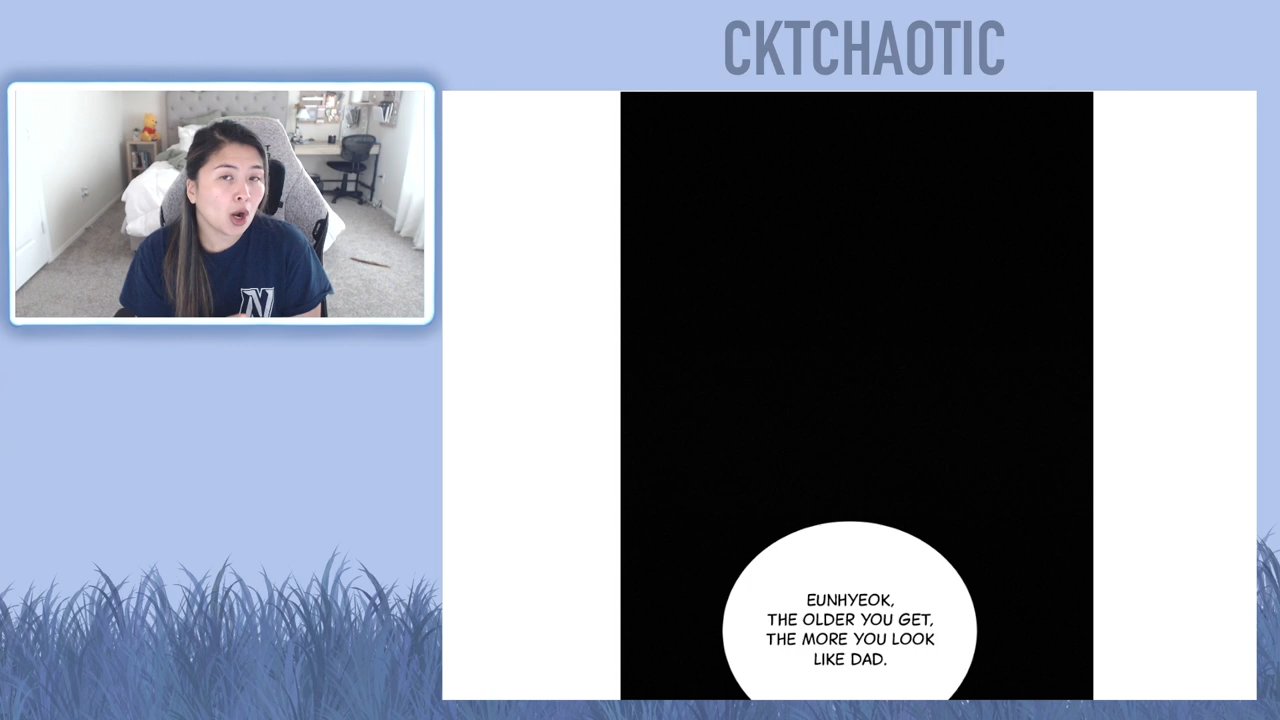 CKTCHAOTIC
N
EUNHYEOK,
THE OLDER YOU GET,
THE MORE YOU LOOK
LIKE DAD.